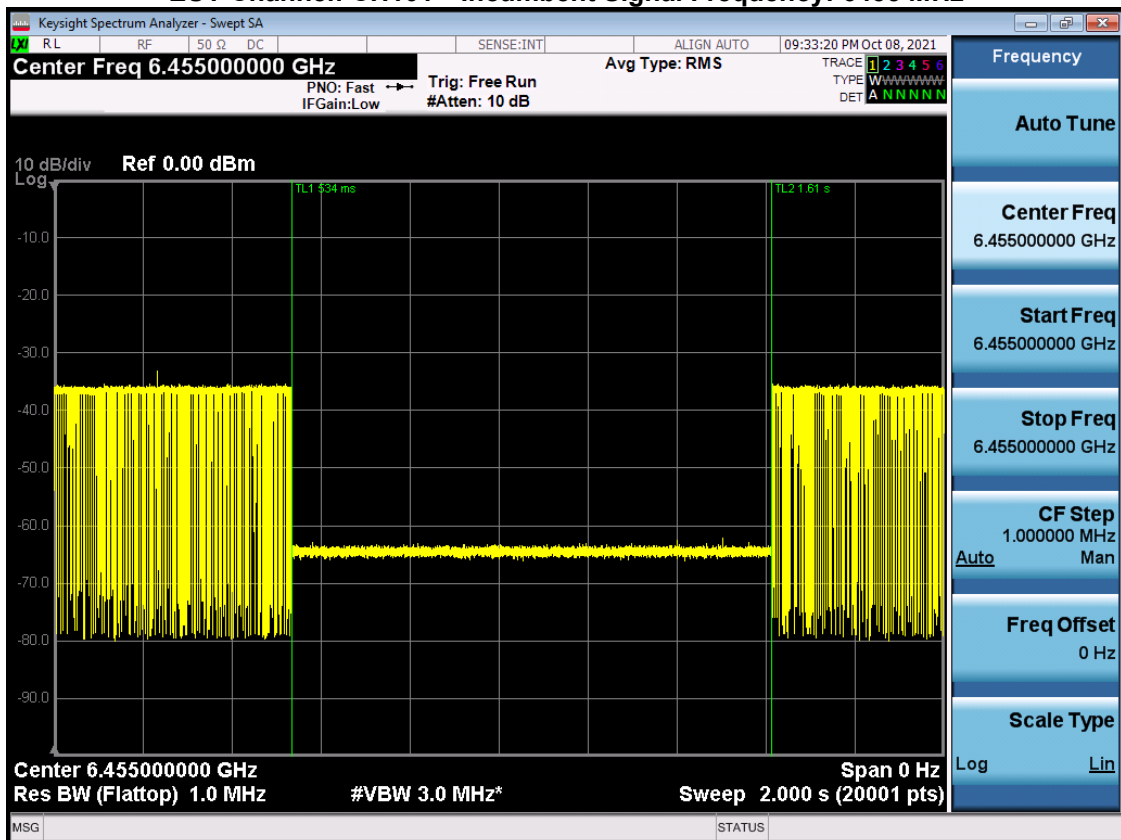 Keysight Spectrum Analyzer - Swept SA
LXI RL RF 50 Ω DC SENSE:INT ALIGN AUTO 09:33:20 PM Oct 08, 2021
Center Freq 6.455000000 GHz
PNO: Fast
IFGain:Low
Trig: Free Run
#Atten: 10 dB
Avg Type: RMS
TRACE 1 2 3 4 5 6
TYPE WWWWWW
DET A N N N N N
10 dB/div Ref 0.00 dBm
Log
TL1 534 ms
TL2 1.61 s
-10.0
-20.0
-30.0
-40.0
-50.0
-60.0
-70.0
-80.0
-90.0
Center 6.455000000 GHz Span 0 Hz
Res BW (Flattop) 1.0 MHz #VBW 3.0 MHz* Sweep 2.000 s (20001 pts)
MSG STATUS
Frequency
Auto Tune
Center Freq
6.455000000 GHz
Start Freq
6.455000000 GHz
Stop Freq
6.455000000 GHz
CF Step
1.000000 MHz
Auto Man
Freq Offset
0 Hz
Scale Type
Log Lin